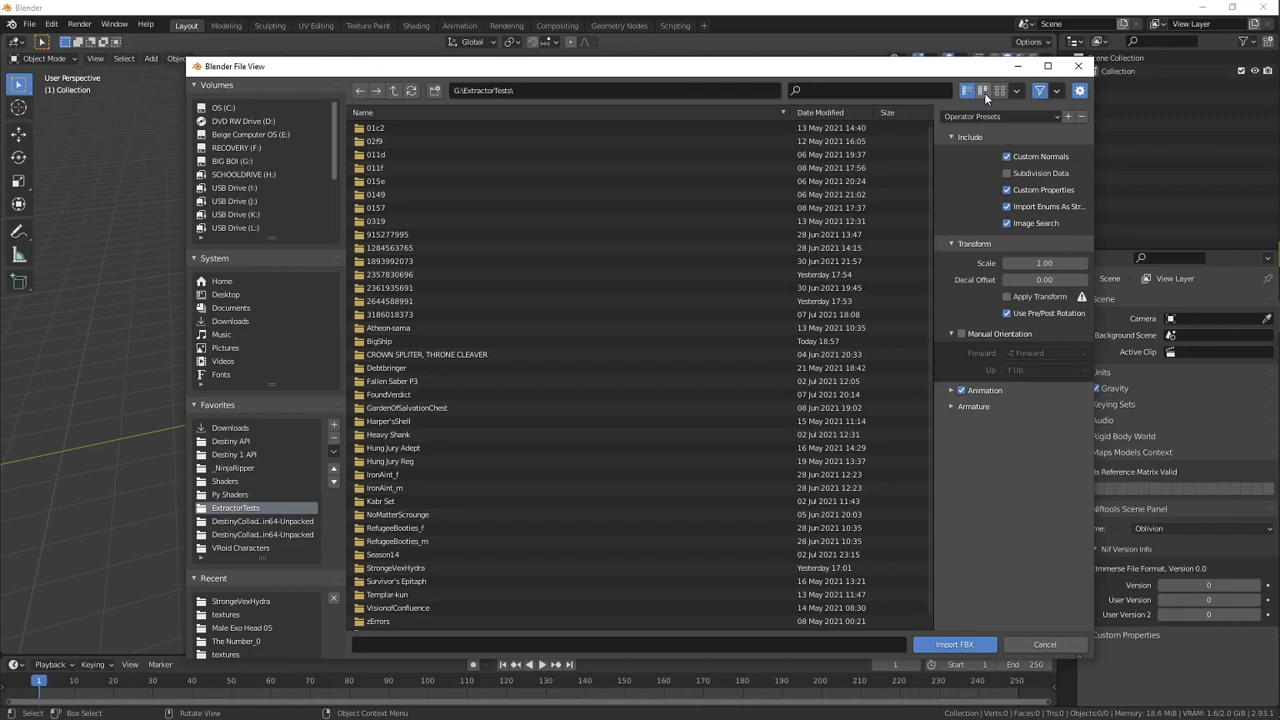 Blender
File Edit Render Window Help Layout Modeling Sculpting UV Editing Texture Paint Shading Animation Rendering Compositing Geometry Nodes Scripting + Scene View Layer
Global Options
Object Mode View Select Add
User Perspective
(1) Collection
Scene Collection
Collection
Blender File View
Volumes
OS (C:)
DVD RW Drive (D:)
Beige Computer OS (E:)
RECOVERY (F:)
BIG BOI (G:)
SCHOOLDRIVE (H:)
USB Drive (I:)
USB Drive (J:)
USB Drive (K:)
USB Drive (L:)
System
Home
Desktop
Documents
Downloads
Music
Pictures
Videos
Fonts
Favorites
Downloads
Destiny API
Destiny 1 API
_NinjaRipper
Shaders
Py Shaders
ExtractorTests
DestinyCollad...in64-Unpacked
DestinyCollad...in64-Unpacked
VRoid Characters
Recent
StrongeVexHydra
textures
Male Exo Head 05
The Number_0
textures
G:\ExtractorTests\
Name Date Modified Size
01c2 13 May 2021 14:40
02f9 12 May 2021 16:05
011d 06 May 2021 19:37
011f 08 May 2021 17:56
015e 06 May 2021 20:24
0149 06 May 2021 21:02
0157 08 May 2021 17:37
0319 13 May 2021 12:31
915277995 28 Jun 2021 13:47
1284563765 28 Jun 2021 14:15
1893992073 30 Jun 2021 21:57
2357830696 Yesterday 17:54
2361935691 30 Jun 2021 19:45
2644588991 Yesterday 17:53
3186018373 07 Jul 2021 18:08
Atheon-sama 13 May 2021 10:35
BigShip Today 18:57
CROWN SPLITER, THRONE CLEAVER 04 Jun 2021 20:33
Debtbringer 21 May 2021 18:42
Fallen Saber P3 02 Jul 2021 12:05
FoundVerdict 07 Jul 2021 20:14
GardenOfSalvationChest 08 Jun 2021 19:02
Harper'sShell 15 May 2021 11:14
Heavy Shank 02 Jul 2021 12:31
Hung Jury Adept 16 May 2021 14:29
Hung Jury Reg 19 May 2021 13:37
IronAint_f 28 Jun 2021 12:23
IronAint_m 28 Jun 2021 12:23
Kabr Set 02 Jul 2021 11:43
NoMatterScrounge 05 Jun 2021 20:03
RefugeeBooties_f 28 Jun 2021 10:35
RefugeeBooties_m 28 Jun 2021 10:35
Season14 02 Jul 2021 23:15
StrongeVexHydra Yesterday 17:01
Survivor's Epitaph 16 May 2021 13:21
Templar-kun 13 May 2021 11:47
VisionofConfluence 14 May 2021 08:30
zErrors 08 May 2021 00:21
Operator Presets
Include
Custom Normals
Subdivision Data
Custom Properties
Import Enums As Str...
Image Search
Transform
Scale 1.00
Decal Offset 0.00
Apply Transform
Use Pre/Post Rotation
Manual Orientation
Forward -Z Forward
Up Y Up
Animation
Armature
Import FBX Cancel
Scene View Layer
Scene
Camera
Background Scene
Active Clip
Units
Gravity
Keying Sets
Audio
Rigid Body World
Maps Models Context
Is Reference Matrix Valid
Niftools Scene Panel
me: Oblivion
Nif Version Info
Immerse File Format, Version 0.0
Version 0
User Version 0
User Version 2 0
Custom Properties
Playback Keying View Marker 1 Start 1 End 250
1 10 20 30 40 50 60 70 80 90 100 110 120 130 140 150 160 170 180 190 200 210 220 230 240 250
Select Box Select Rotate View Object Context Menu
Collection | Verts:0 | Faces:0 | Tris:0 | Objects:0/0 | Memory: 18.6 MiB | VRAM: 1.6/2.0 GiB | 2.93.1